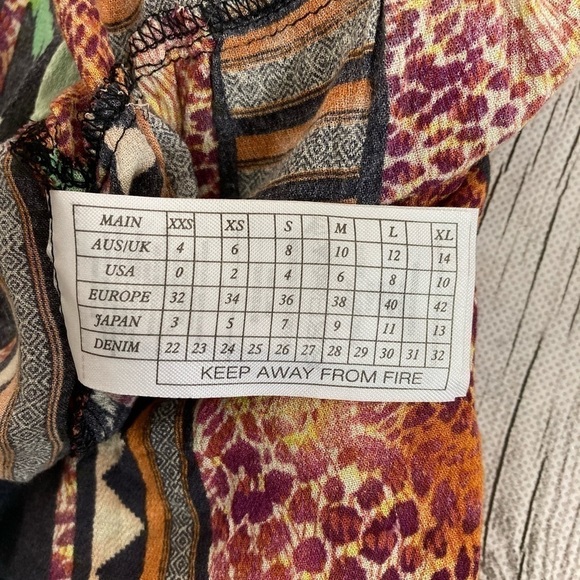 MAIN XXS XS S M L XL
AUS/UK 4 6 8 10 12 14
USA 0 2 4 6 8 10
EUROPE 32 34 36 38 40 42
JAPAN 3 5 7 9 11 13
DENIM 22 23 24 25 26 27 28 29 30 31 32
KEEP AWAY FROM FIRE